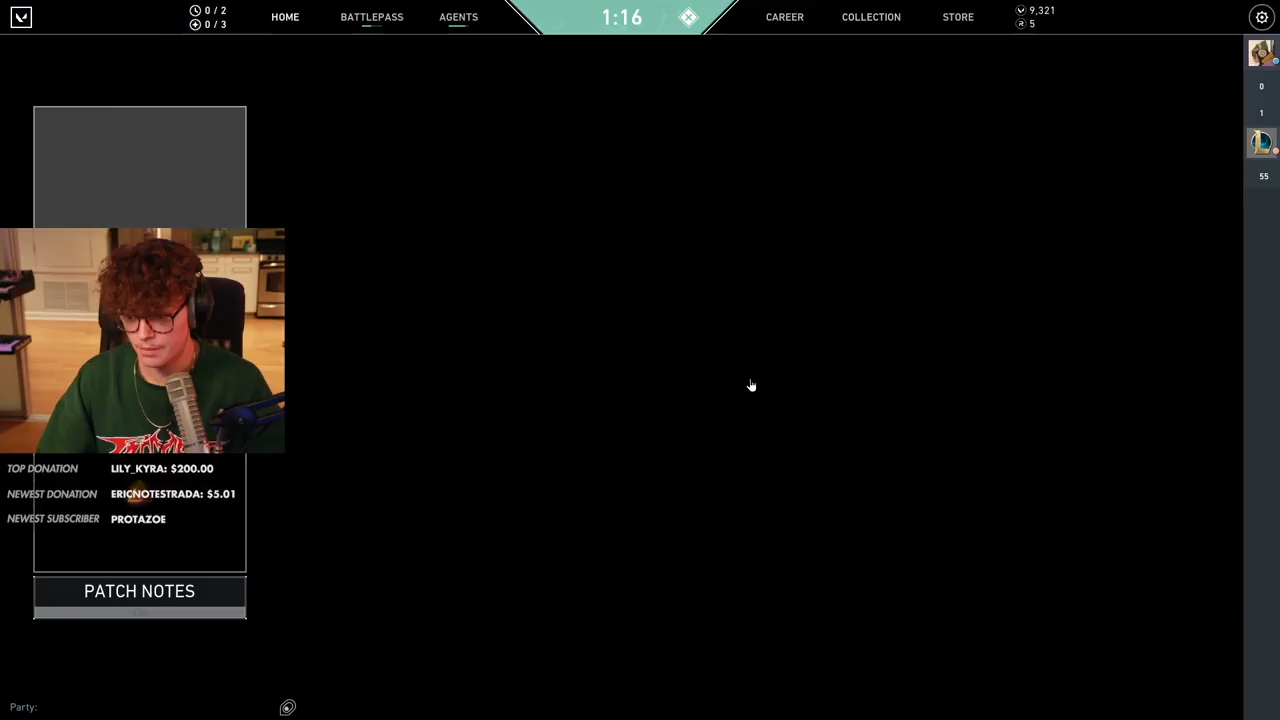 0 / 2
0 / 3
HOME
BATTLEPASS
AGENTS
1:16
CAREER
COLLECTION
STORE
9,321
R 5
0
1
55
TOP DONATION LILY_KYRA: $200.00
NEWEST DONATION ERICNOTESTRADA: $5.01
NEWEST SUBSCRIBER PROTAZOE
PATCH NOTES
Party: